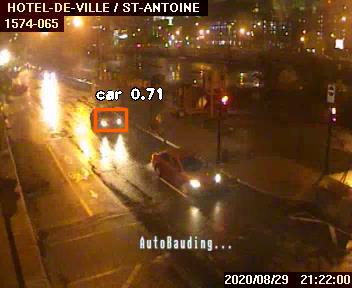 HOTEL-DE-VILLE / ST-ANTOINE
1574-065
car 0.71
AutoBauding...
2020/08/29 21:22:00